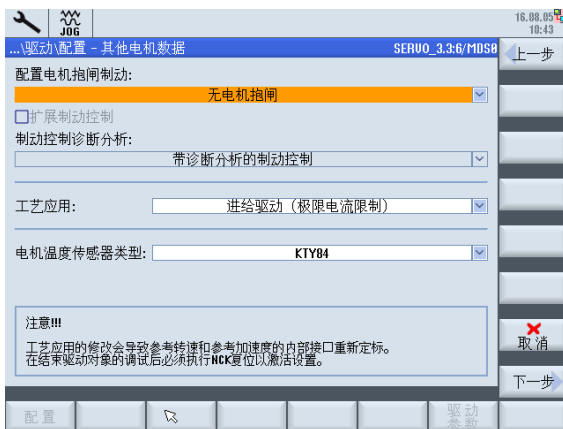 JOG
16.08.05
10:43
...\驱动\配置 - 其他电机数据
SERVO_3.3:6/MDS0
上一步
配置电机抱闸制动:
无电机抱闸
扩展制动控制
制动控制诊断分析:
带诊断分析的制动控制
工艺应用:
进给驱动（极限电流限制）
电机温度传感器类型:
KTY84
注意!!!
工艺应用的修改会导致参考转速和参考加速度的内部接口重新定标。
在结束驱动对象的调试后必须执行NCK复位以激活设置。
取消
下一步
配置
驱动
参数